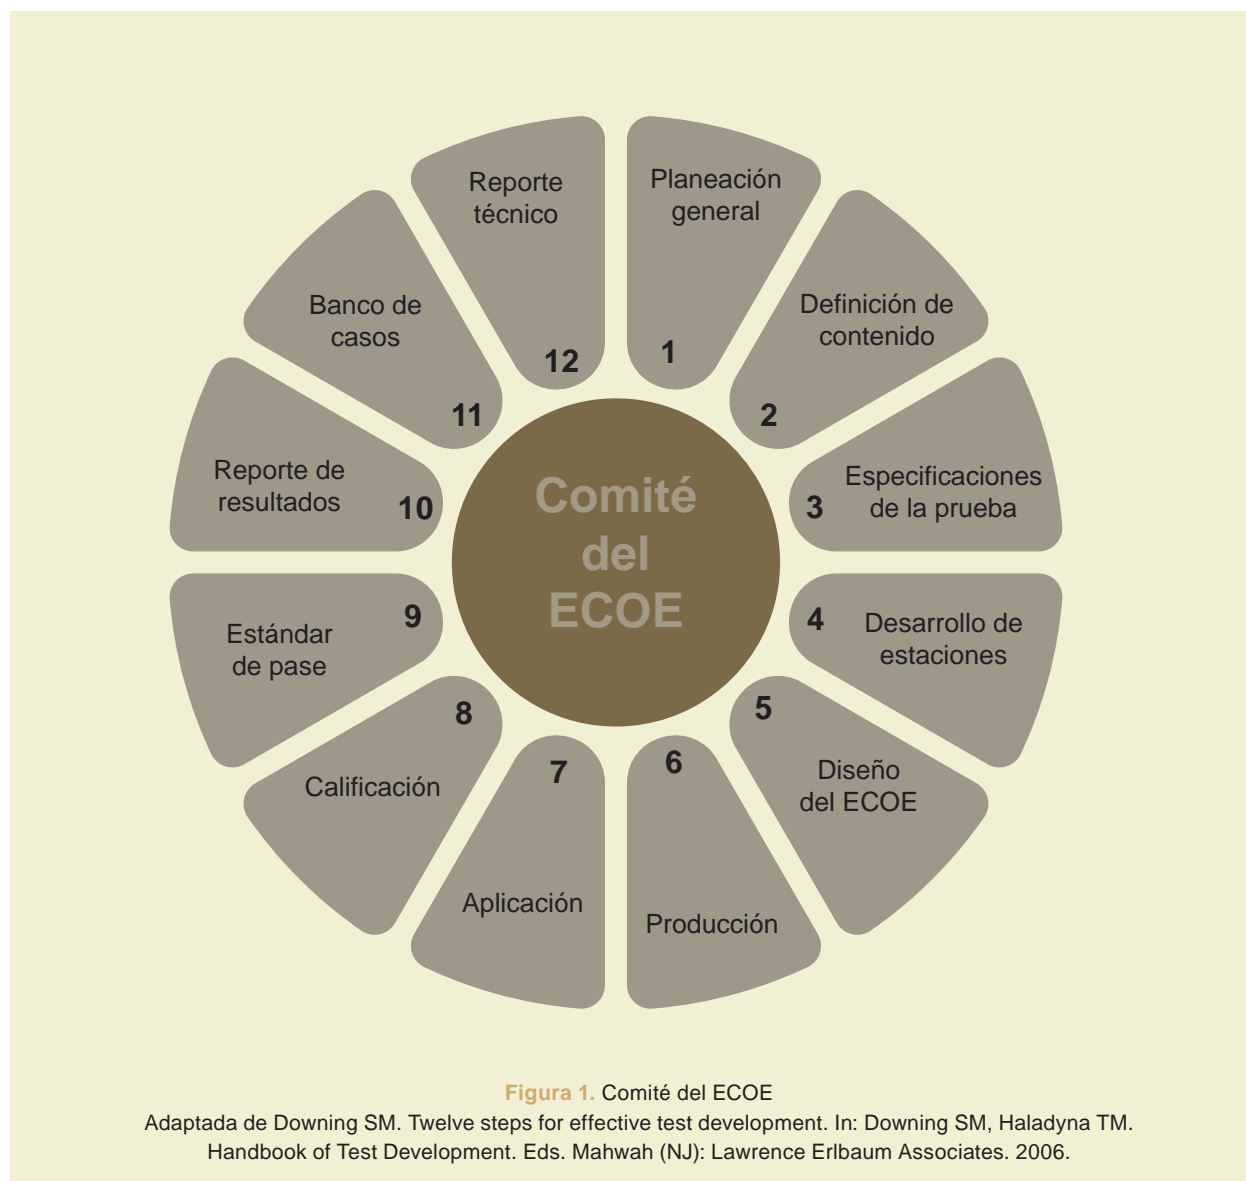 Planeación
general
1
Definición de
contenido
2
Especificaciones
de la prueba
3
Desarrollo de
estaciones
4
Diseño
del ECOE
5
Producción
6
Aplicación
7
Calificación
8
Estándar
de pase
9
Reporte de
resultados
10
Banco de
casos
11
Reporte
técnico
12
Comité
del
ECOE
Figura 1. Comité del ECOE
Adaptada de Downing SM. Twelve steps for effective test development. In: Downing SM, Haladyna TM.
Handbook of Test Development. Eds. Mahwah (NJ): Lawrence Erlbaum Associates. 2006.